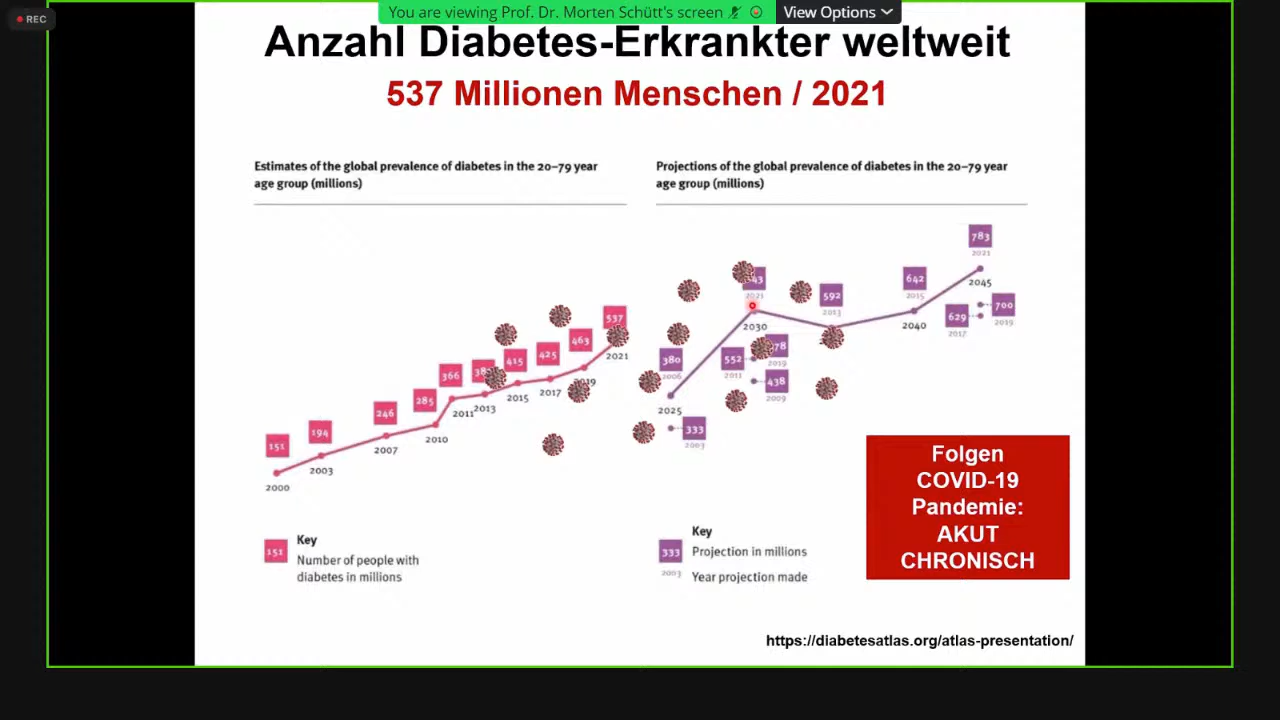 REC
You are viewing Prof. Dr. Morten Schütt's screen
View Options
Anzahl Diabetes-Erkrankter weltweit
537 Millionen Menschen / 2021
Estimates of the global prevalence of diabetes in the 20–79 year
age group (millions)
151
2000
194
2003
246
2007
285
2010
366
2011
2013
415
2015
425
2017
463
537
2021
Key
151
Number of people with
diabetes in millions
Projections of the global prevalence of diabetes in the 20–79 year
age group (millions)
380
2006
2025
333
2003
2021
2030
552
2011
2019
438
2009
592
2013
642
2015
2040
783
2021
2045
700
2019
629
2017
Key
333
Projection in millions
2003
Year projection made
Folgen
COVID-19
Pandemie:
AKUT
CHRONISCH
https://diabetesatlas.org/atlas-presentation/